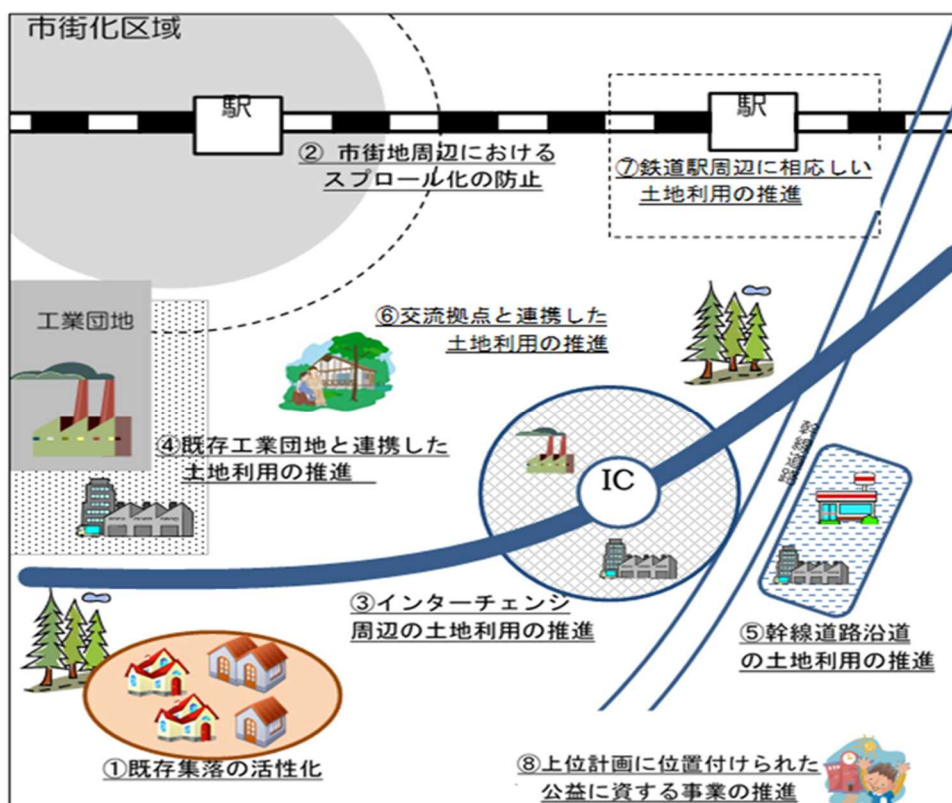 市街化区域
駅
駅
② 市街地周辺における
スプロール化の防止
⑦鉄道駅周辺に相応しい
土地利用の推進
工業団地
⑥交流拠点と連携した
土地利用の推進
④既存工業団地と連携した
土地利用の推進
IC
幹線道路
③インターチェンジ
周辺の土地利用の推進
⑤幹線道路沿道
の土地利用の推進
①既存集落の活性化
⑧上位計画に位置付けられた
公益に資する事業の推進